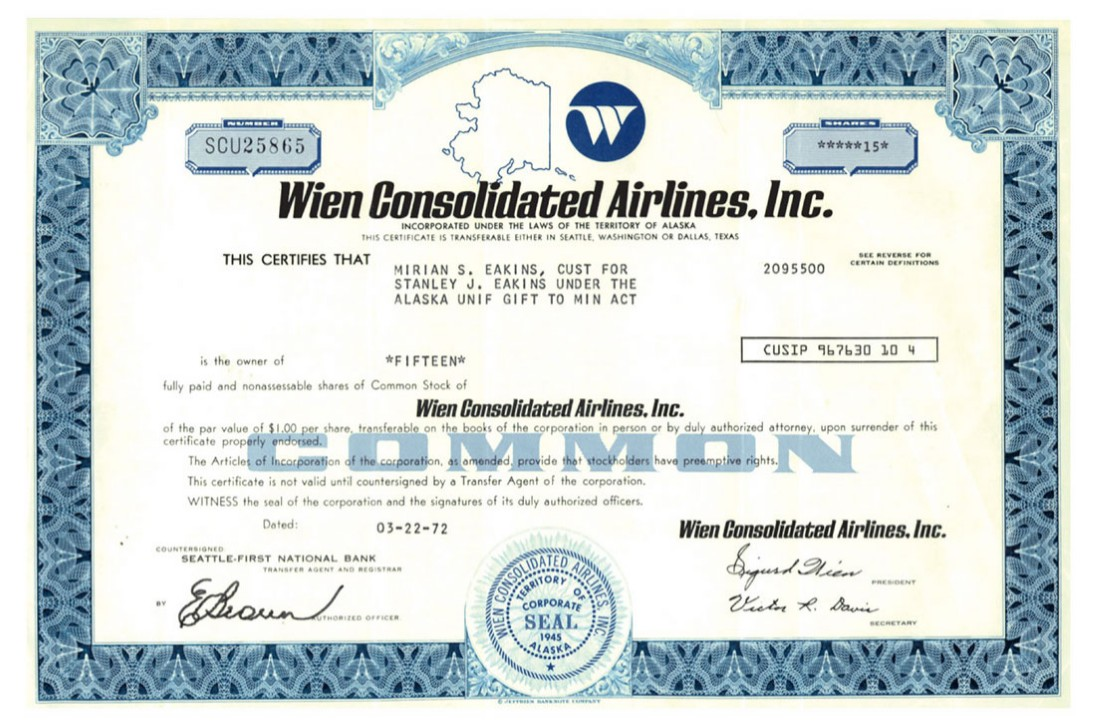 NUMBER
SCU25865
W
SHARES
*****15*
Wien Consolidated Airlines, Inc.
INCORPORATED UNDER THE LAWS OF THE TERRITORY OF ALASKA
THIS CERTIFICATE IS TRANSFERABLE EITHER IN SEATTLE, WASHINGTON OR DALLAS, TEXAS
THIS CERTIFIES THAT
MIRIAN S. EAKINS, CUST FOR
STANLEY J. EAKINS UNDER THE
ALASKA UNIF GIFT TO MIN ACT
2095500
SEE REVERSE FOR
CERTAIN DEFINITIONS
CUSIP 967630 10 4
is the owner of *FIFTEEN*
fully paid and nonassessable shares of Common Stock of
Wien Consolidated Airlines, Inc.
of the par value of $1.00 per share, transferable on the books of the corporation in person or by duly authorized attorney, upon surrender of this
certificate properly endorsed.
COMMON
The Articles of Incorporation of the corporation, as amended, provide that stockholders have preemptive rights.
This certificate is not valid until countersigned by a Transfer Agent of the corporation.
WITNESS the seal of the corporation and the signatures of its duly authorized officers.
Dated: 03-22-72
Wien Consolidated Airlines, Inc.
COUNTERSIGNED
SEATTLE-FIRST NATIONAL BANK
TRANSFER AGENT AND REGISTRAR
BY
AUTHORIZED OFFICER
WIEN CONSOLIDATED AIRLINES, INC.
TERRITORY OF
CORPORATE
SEAL
1945
ALASKA
Sigurd Wien
PRESIDENT
Victor R. Davis
SECRETARY
© JEFFRIES BANKNOTE COMPANY